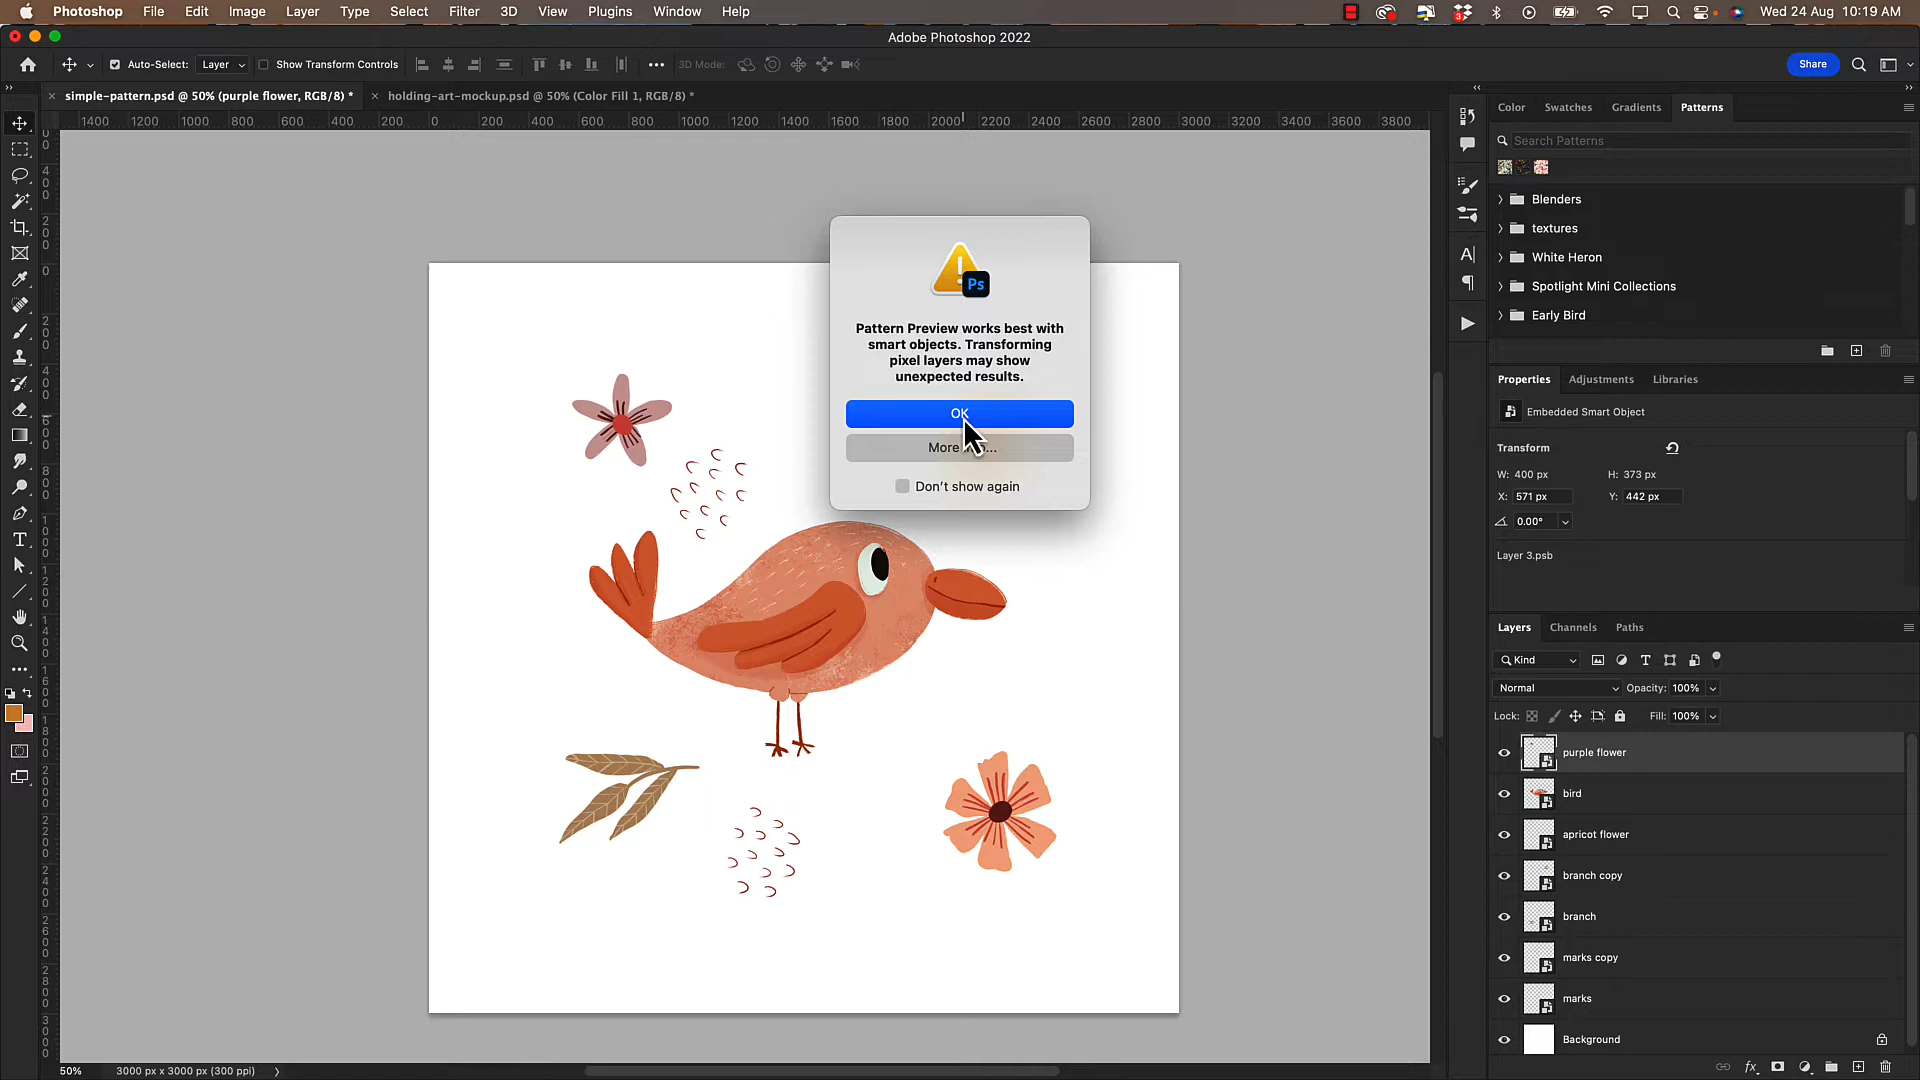 Photoshop File Edit Image Layer Type Select Filter 3D View Plugins Window Help
Wed 24 Aug 10:19 AM
Adobe Photoshop 2022
Auto-Select: Layer Show Transform Controls 3D Mode: Share
simple-pattern.psd @ 50% (purple flower, RGB/8) * holding-art-mockup.psd @ 50% (Color Fill 1, RGB/8) *
1400 1200 1000 800 600 400 200 0 200 400 600 800 1000 1200 1400 1600 1800 2000 2200 2400 2600 2800 3000 3200 3400 3600 3800
Pattern Preview works best with
smart objects. Transforming
pixel layers may show
unexpected results.
OK
Don't show again
Ps
Color Swatches Gradients Patterns
Search Patterns
Blenders
textures
White Heron
Spotlight Mini Collections
Early Bird
Properties Adjustments Libraries
Embedded Smart Object
Transform
W: 400 px H: 373 px
X: 571 px Y: 442 px
0.00°
Layer 3.psb
Layers Channels Paths
Kind
Normal Opacity: 100%
Lock: Fill: 100%
purple flower
bird
apricot flower
branch copy
branch
marks copy
marks
Background
50% 3000 px x 3000 px (300 ppi)